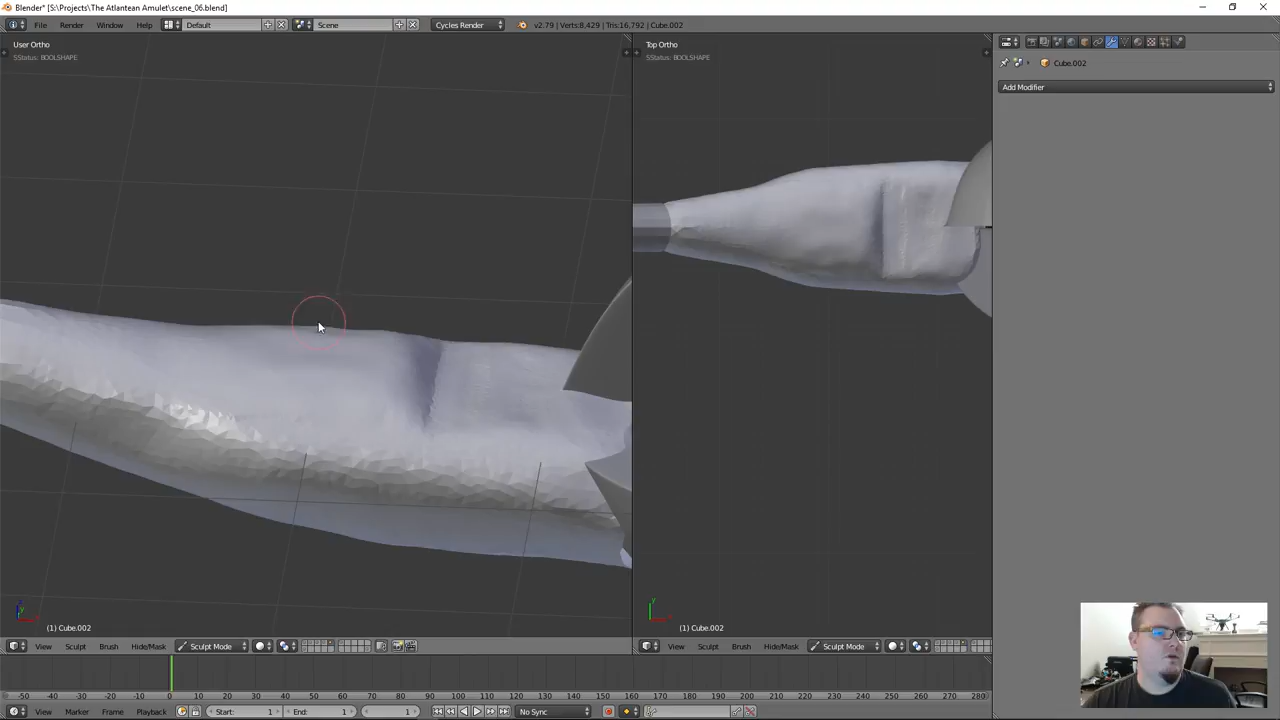 Blender* [S:\Projects\The Atlantean Amulet\scene_06.blend]
File Render Window Help Default Scene Cycles Render v2.79 | Verts:8,429 | Tris:16,792 | Cube.002
User Ortho
SStatus: BOOLSHAPE
Top Ortho
SStatus: BOOLSHAPE
Cube.002
Add Modifier
(1) Cube.002
(1) Cube.002
View Sculpt Brush Hide/Mask Sculpt Mode
View Sculpt Brush Hide/Mask Sculpt Mode
-50 -40 -30 -20 -10 0 10 20 30 40 50 60 70 80 90 100 110 120 130 140 150 160 170 180 190 200 210 220 230 240 250 260 270 280
View Marker Frame Playback Start: 1 End: 1 1 No Sync